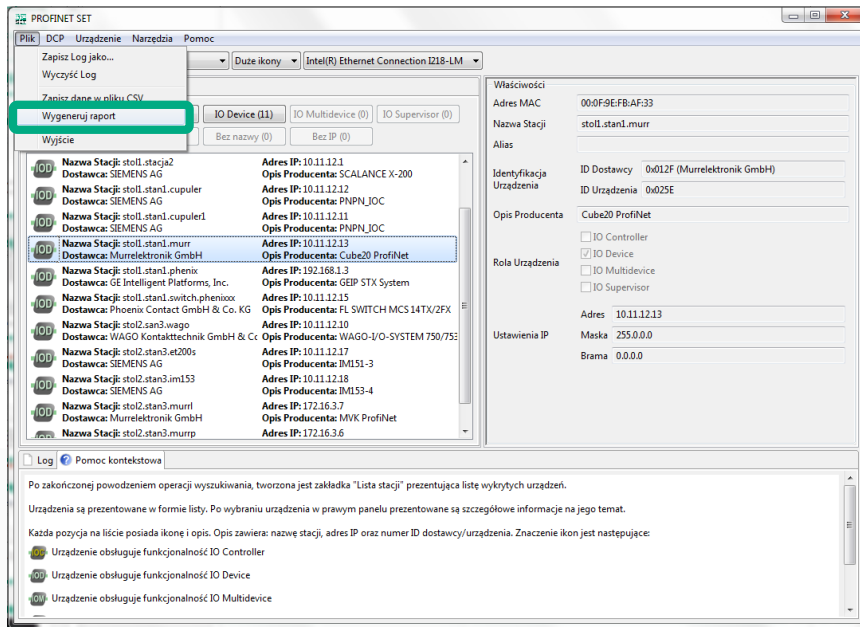 PROFINET SET
Plik DCP Urządzenie Narzędzia Pomoc
Zapisz Log jako...
Wyczyść Log
Zapisz dane w pliku CSV
Wygeneruj raport
Wyjście
Duże ikony Intel(R) Ethernet Connection I218-LM
IO Device (11) IO Multidevice (0) IO Supervisor (0)
Bez nazwy (0) Bez IP (0)
Nazwa Stacji: stoll.stan1.stacja2 Adres IP: 10.11.12.1
Dostawca: SIEMENS AG Opis Producenta: SCALANCE X-200
Nazwa Stacji: stoll.stan1.cupuler Adres IP: 10.11.12.12
Dostawca: SIEMENS AG Opis Producenta: PNPN_IOC
Nazwa Stacji: stoll.stan1.cupuler1 Adres IP: 10.11.12.11
Dostawca: SIEMENS AG Opis Producenta: PNPN_IOC
Nazwa Stacji: stoll.stan1.murr Adres IP: 10.11.12.13
Dostawca: Murrelektronik GmbH Opis Producenta: Cube20 ProfiNet
Nazwa Stacji: stoll.stan1.phenix Adres IP: 192.168.1.3
Dostawca: GE Intelligent Platforms, Inc. Opis Producenta: GEIP STX System
Nazwa Stacji: stoll.stan1.switch.phenixxx Adres IP: 10.11.12.15
Dostawca: Phoenix Contact GmbH & Co. KG Opis Producenta: FL SWITCH MCS 14TX/2FX
Nazwa Stacji: stol2.san3.wago Adres IP: 10.11.12.10
Dostawca: WAGO Kontakttechnik GmbH & Cc Opis Producenta: WAGO-I/O-SYSTEM 750/753
Nazwa Stacji: stol2.stan3.et200s Adres IP: 10.11.12.17
Dostawca: SIEMENS AG Opis Producenta: IM151-3
Nazwa Stacji: stol2.stan3.im153 Adres IP: 10.11.12.18
Dostawca: SIEMENS AG Opis Producenta: IM153-4
Nazwa Stacji: stol2.stan3.murrl Adres IP: 172.16.3.7
Dostawca: Murrelektronik GmbH Opis Producenta: MVK ProfiNet
Nazwa Stacji: stol2.stan3.murrp Adres IP: 172.16.3.6
Właściwości
Adres MAC 00:0F:9E:FB:AF:33
Nazwa Stacji stoll.stan1.murr
Alias
Identyfikacja Urządzenia
ID Dostawcy 0x012F (Murrelektronik GmbH)
ID Urządzenia 0x025E
Opis Producenta Cube20 ProfiNet
Rola Urządzenia
IO Controller
IO Device
IO Multidevice
IO Supervisor
Ustawienia IP
Adres 10.11.12.13
Maska 255.0.0.0
Brama 0.0.0.0
Log Pomoc kontekstowa
Po zakończonej powodzeniem operacji wyszukiwania, tworzona jest zakładka "Lista stacji" prezentująca listę wykrytych urządzeń.
Urządzenia są prezentowane w formie listy. Po wybraniu urządzenia w prawym panelu prezentowane są szczegółowe informacje na jego temat.
Każda pozycja na liście posiada ikonę i opis. Opis zawiera: nazwę stacji, adres IP oraz numer ID dostawcy/urządzenia. Znaczenie ikon jest następujące:
Urządzenie obsługuje funkcjonalność IO Controller
IOD Urządzenie obsługuje funkcjonalność IO Device
IOM Urządzenie obsługuje funkcjonalność IO Multidevice